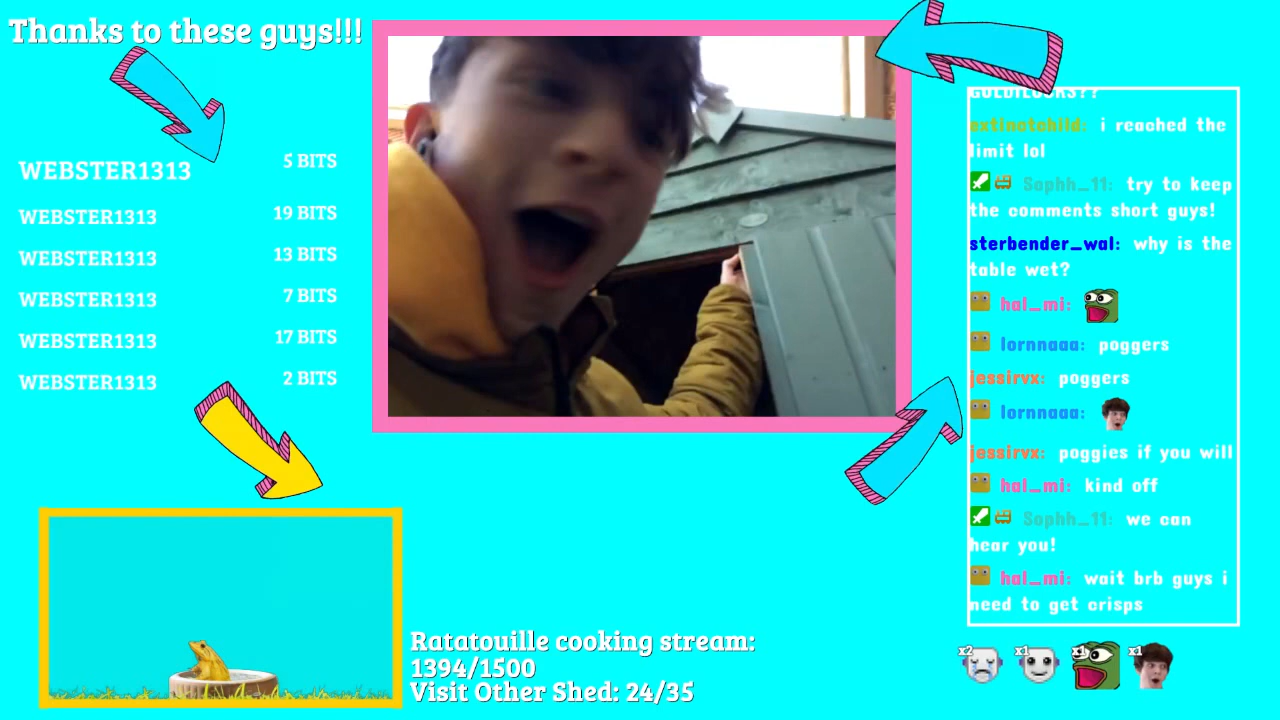 Thanks to these guys!!!
WEBSTER1313 5 BITS
WEBSTER1313 19 BITS
WEBSTER1313 13 BITS
WEBSTER1313 7 BITS
WEBSTER1313 17 BITS
WEBSTER1313 2 BITS
Ratatouille cooking stream:
1394/1500
Visit Other Shed: 24/35
GOLDILOCKS??
extinctchild: i reached the
limit lol
Sophh_11: try to keep
the comments short guys!
sterbender_wal: why is the
table wet?
hal_mi:
lornnaaa: poggers
jessirvx: poggers
lornnaaa:
jessirvx: poggies if you will
hal_mi: kind off
Sophh_11: we can
hear you!
hal_mi: wait brb guys i
need to get crisps
x2 x1 x1 x1